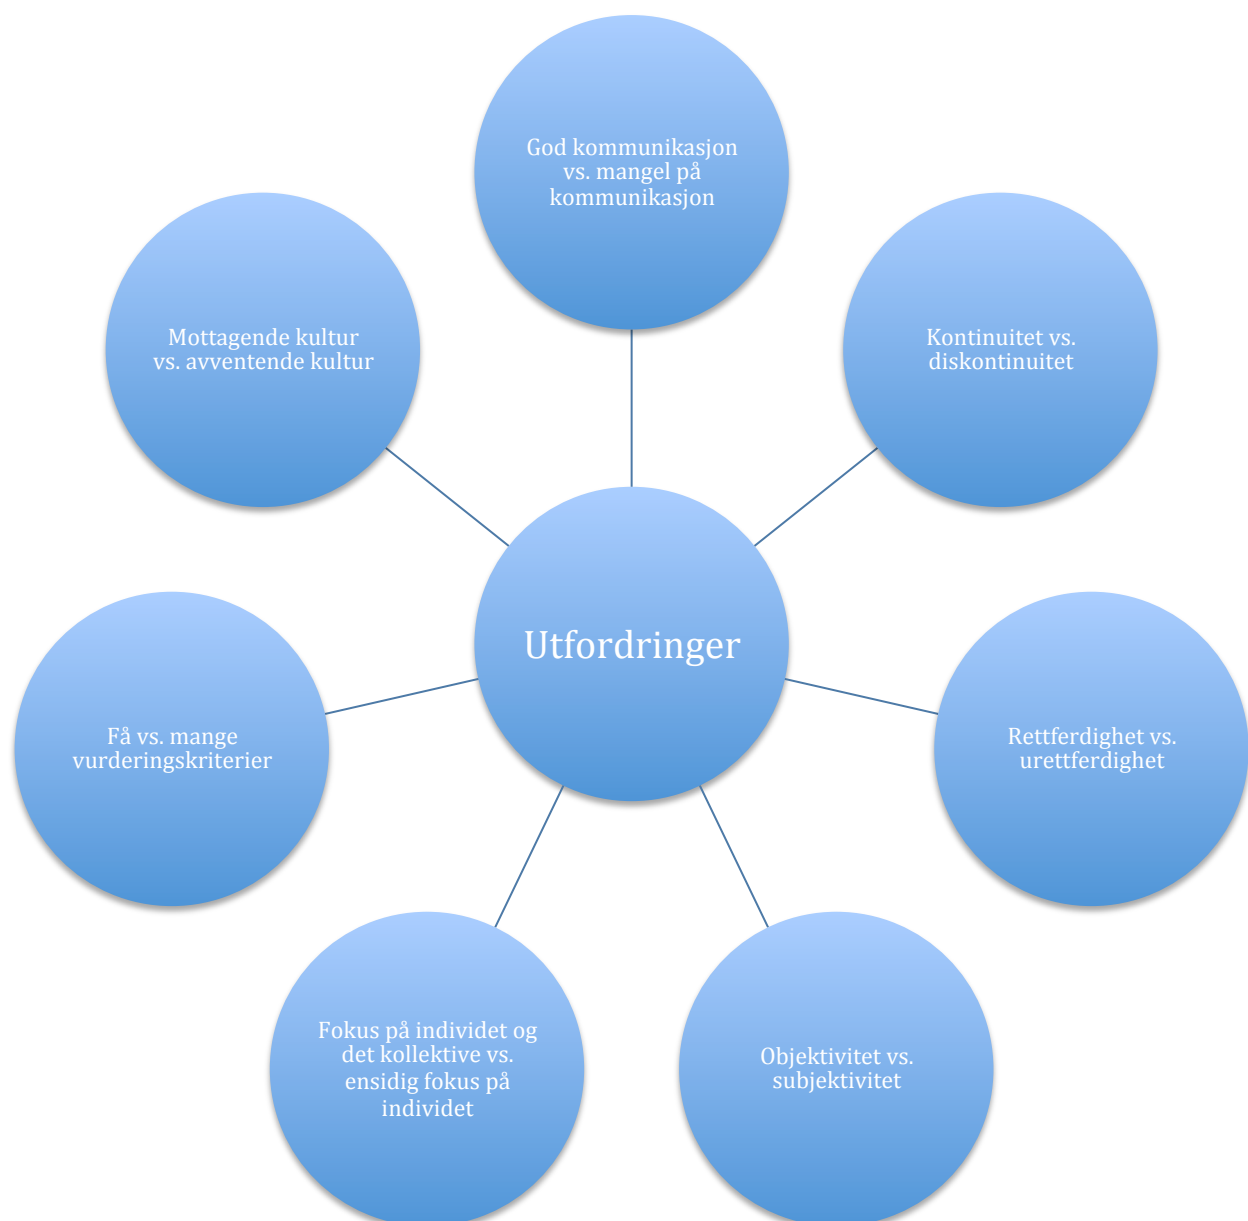 God kommunikasjon
vs. mangel på
kommunikasjon
Mottagende kultur
vs. avventende kultur
Kontinuitet vs.
diskontinuitet
Utfordringer
Få vs. mange
vurderingskriterier
Rettferdighet vs.
urettferdighet
Fokus på individet og
det kollektive vs.
ensidig fokus på
individet
Objektivitet vs.
subjektivitet